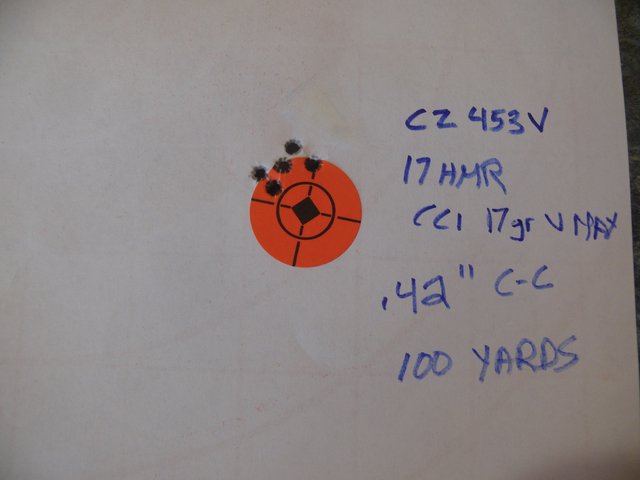 CZ 453V
17 HMR
CCI 17gr V MAX
.42" C-C
100 YARDS